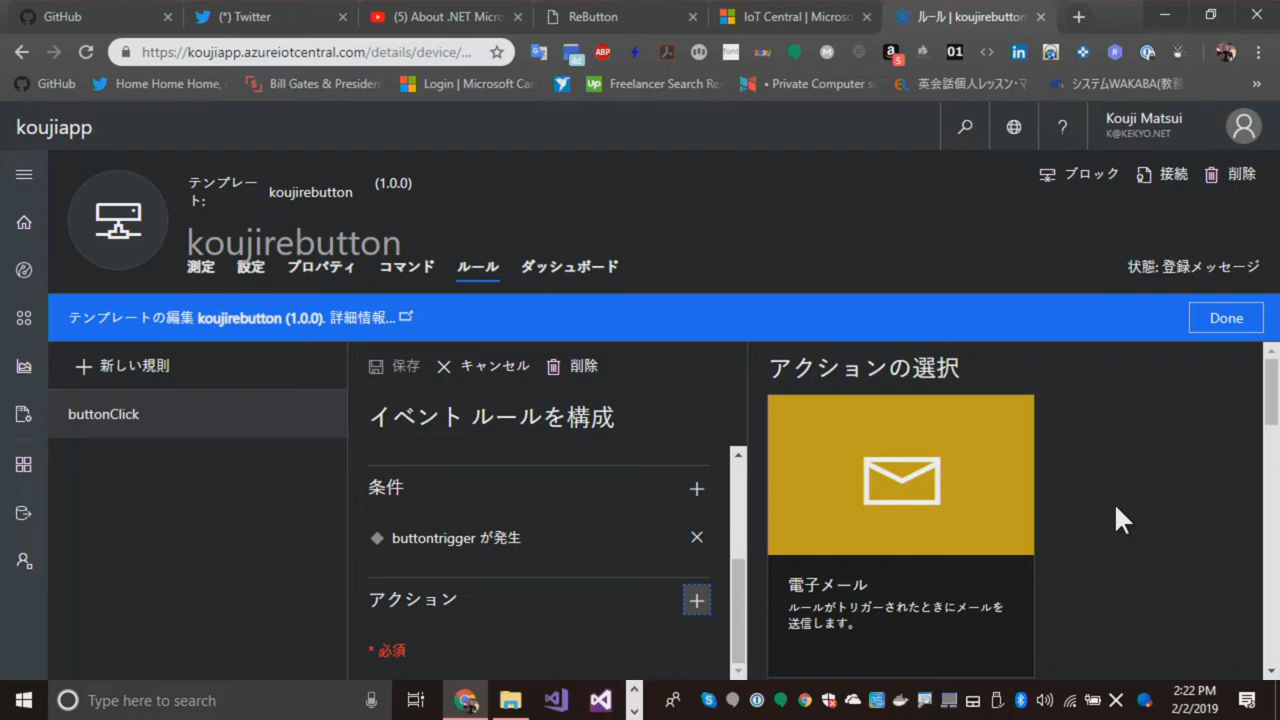 GitHub
(*) Twitter
(5) About .NET Micro
ReButton
IoT Central | Microsof
ルール | koujirebutton
https://koujiapp.azureiotcentral.com/details/device/...
ABP
Ad
font
ebay
M
5
01
in
R
GitHub
Home Home Home,
Bill Gates & Presiden
Login | Microsoft Car
Up
Freelancer Search Re
• Private Computer s
EL
英会話個人レッスン・マ
システムWAKABA(教務
»
koujiapp
?
Kouji Matsui
K@KEKYO.NET
テンプレー
ト:
koujirebutton
(1.0.0)
ブロック
接続
削除
koujirebutton
測定
設定
プロパティ
コマンド
ルール
ダッシュボード
状態: 登録メッセージ
テンプレートの編集 koujirebutton (1.0.0). 詳細情報...
Done
新しい規則
保存
キャンセル
削除
アクションの選択
buttonClick
イベント ルールを構成
条件
buttontrigger が発生
アクション
* 必須
電子メール
ルールがトリガーされたときにメールを
送信します。
Type here to search
2:22 PM
2/2/2019